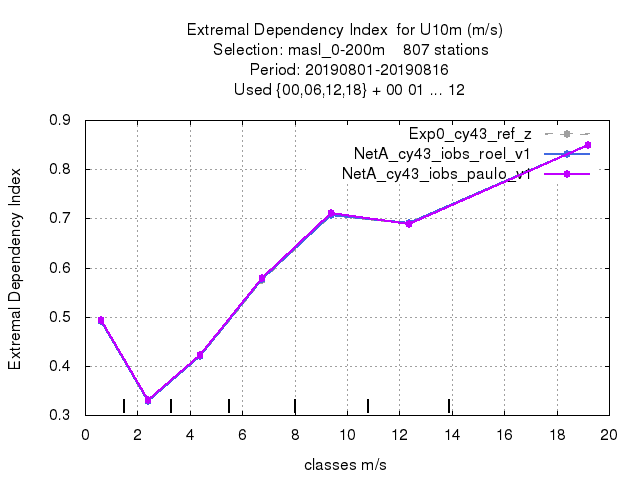 Extremal Dependency Index  for U10m (m/s)
Selection: masl_0-200m    807 stations
Period: 20190801-20190816
Used {00,06,12,18} + 00 01 ... 12
Extremal Dependency Index
0.9
0.8
0.7
0.6
0.5
0.4
0.3
Exp0_cy43_ref_z
NetA_cy43_iobs_roel_v1
NetA_cy43_iobs_paulo_v1
0 2 4 6 8 10 12 14 16 18 20
classes m/s